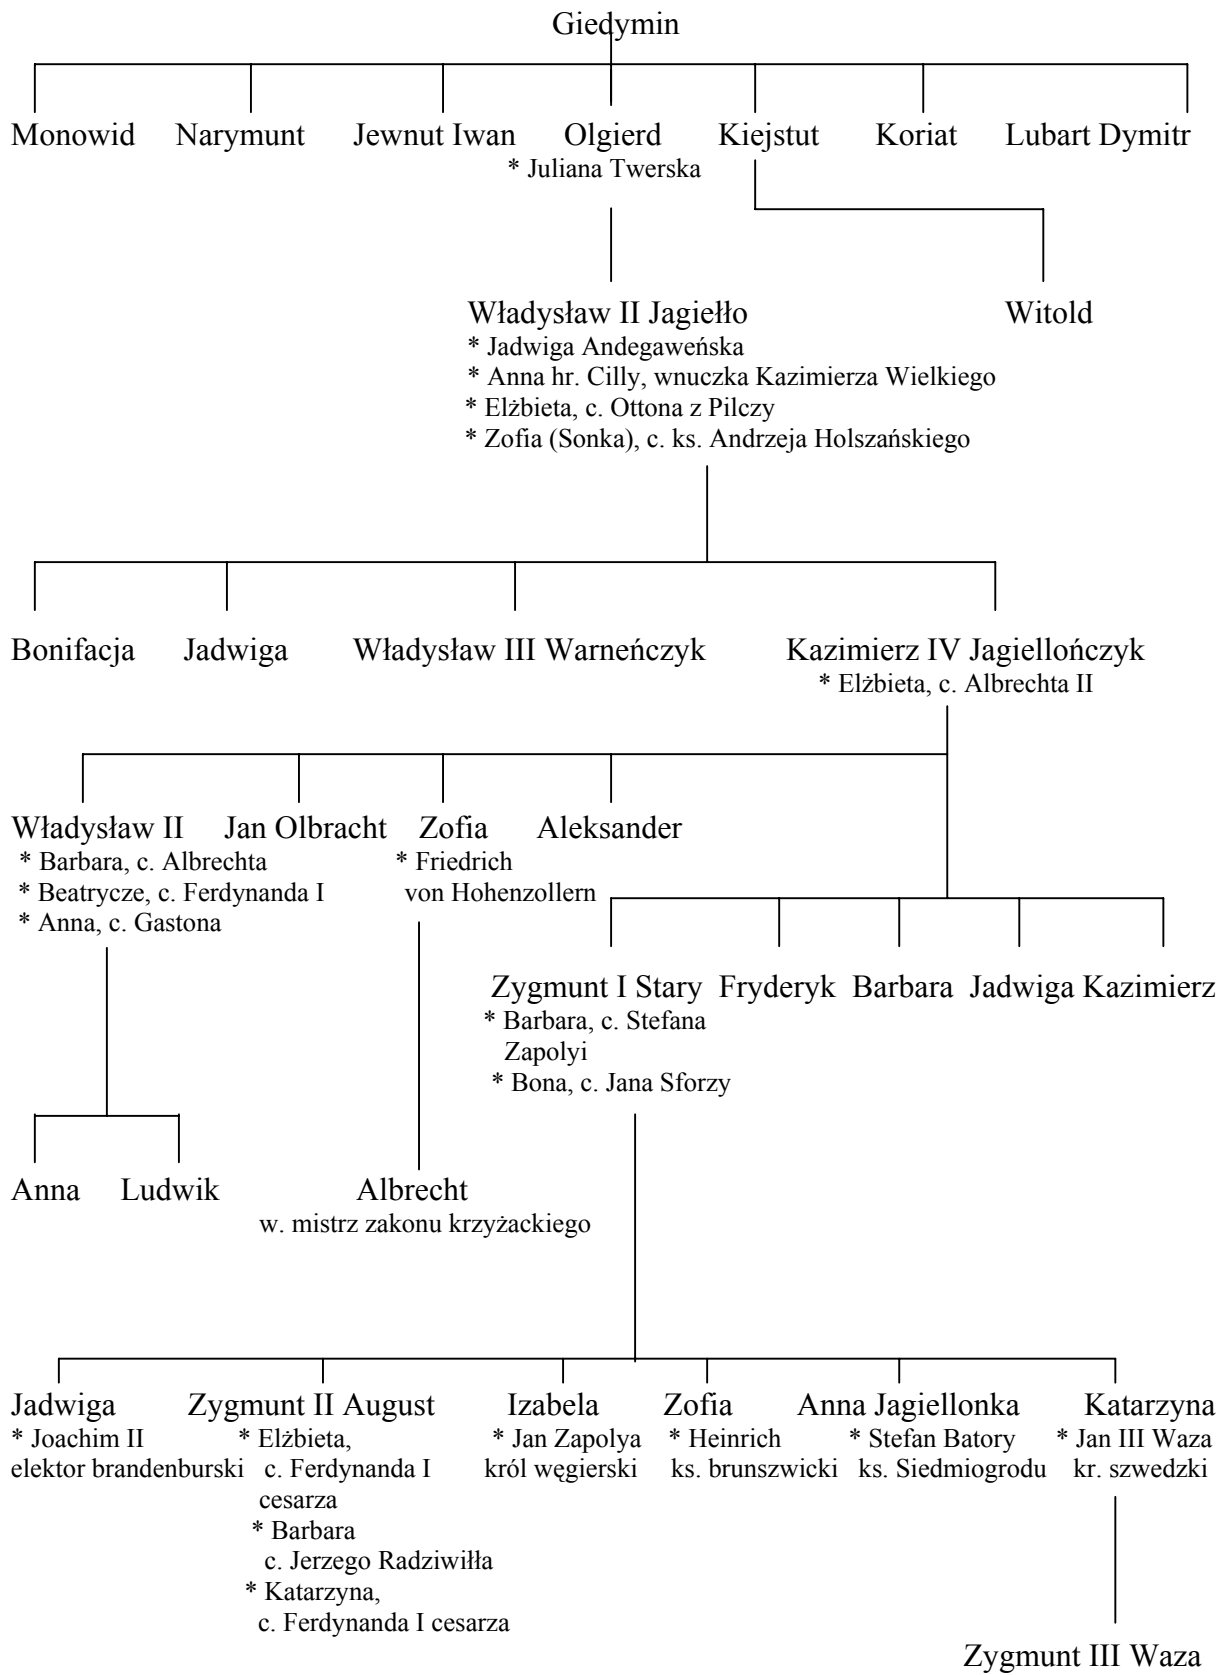 Giedymin
Monowid Narymunt Jewnut Iwan Olgierd Kiejstut Koriat Lubart Dymitr
* Juliana Twerska
Władysław II Jagiełło Witold
* Jadwiga Andegaweńska
* Anna hr. Cilly, wnuczka Kazimierza Wielkiego
* Elżbieta, c. Ottona z Pilczy
* Zofia (Sonka), c. ks. Andrzeja Holszańskiego
Bonifacja Jadwiga Władysław III Warneńczyk Kazimierz IV Jagiellończyk
* Elżbieta, c. Albrechta II
Władysław II Jan Olbracht Zofia Aleksander
* Barbara, c. Albrechta * Friedrich
* Beatrycze, c. Ferdynanda I von Hohenzollern
* Anna, c. Gastona
Zygmunt I Stary Fryderyk Barbara Jadwiga Kazimierz
* Barbara, c. Stefana
Zapolyi
* Bona, c. Jana Sforzy
Anna Ludwik Albrecht
w. mistrz zakonu krzyżackiego
Jadwiga Zygmunt II August Izabela Zofia Anna Jagiellonka Katarzyna
* Joachim II * Elżbieta, * Jan Zapolya * Heinrich * Stefan Batory * Jan III Waza
elektor brandenburski c. Ferdynanda I król węgierski ks. brunszwicki ks. Siedmiogrodu kr. szwedzki
cesarza
* Barbara
c. Jerzego Radziwiłła
* Katarzyna,
c. Ferdynanda I cesarza
Zygmunt III Waza